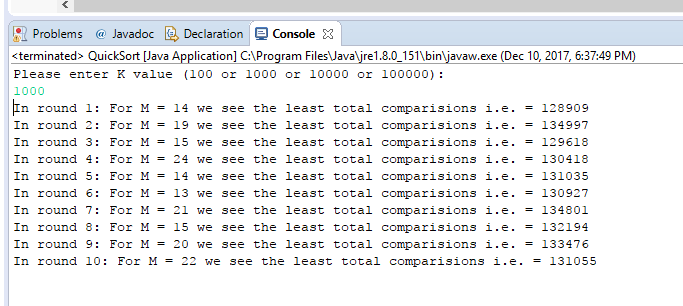 Problems @ Javadoc Declaration Console
<terminated> QuickSort [Java Application] C:\Program Files\Java\jre1.8.0_151\bin\javaw.exe (Dec 10, 2017, 6:37:49 PM)
Please enter K value (100 or 1000 or 10000 or 100000):
1000
In round 1: For M = 14 we see the least total comparisions i.e. = 128909
In round 2: For M = 19 we see the least total comparisions i.e. = 134997
In round 3: For M = 15 we see the least total comparisions i.e. = 129618
In round 4: For M = 24 we see the least total comparisions i.e. = 130418
In round 5: For M = 14 we see the least total comparisions i.e. = 131035
In round 6: For M = 13 we see the least total comparisions i.e. = 130927
In round 7: For M = 21 we see the least total comparisions i.e. = 134801
In round 8: For M = 15 we see the least total comparisions i.e. = 132194
In round 9: For M = 20 we see the least total comparisions i.e. = 133476
In round 10: For M = 22 we see the least total comparisions i.e. = 131055